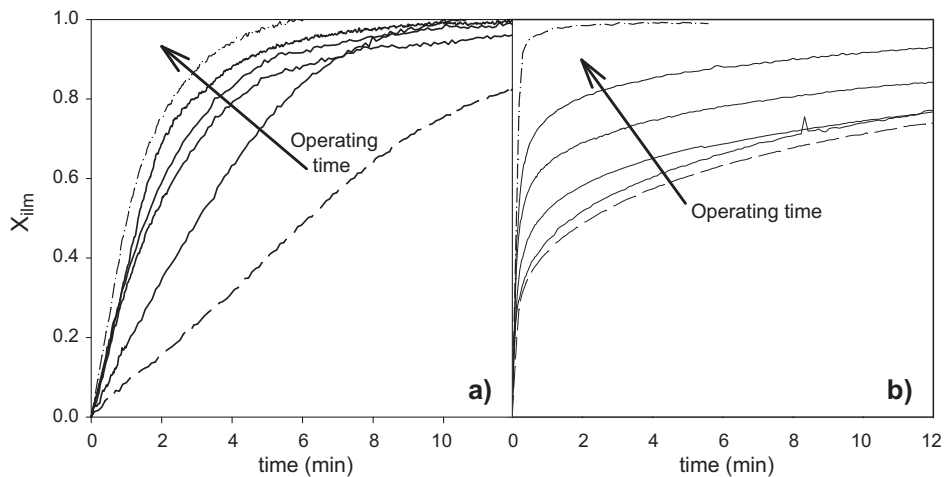 1.0
0.8
0.6
0.4
0.2
0.0
X_ilm
Operating
time
a)
0 2 4 6 8 10
time (min)
Operating time
b)
0 2 4 6 8 10 12
time (min)